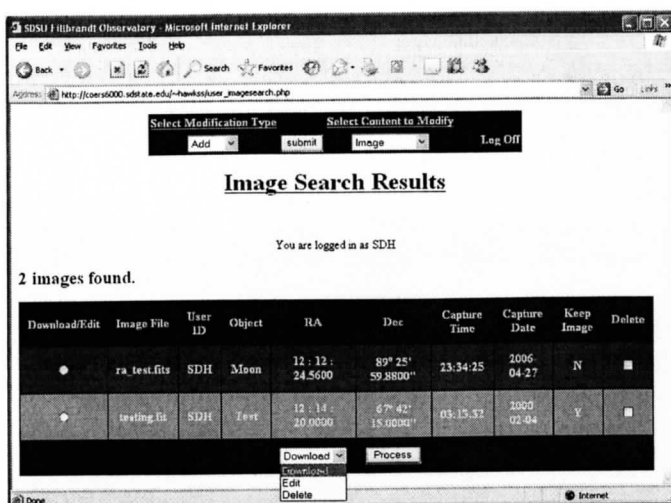 SDSU Fillbrandt Observatory - Microsoft Internet Explorer
File Edit View Favorites Tools Help
Back Search Favorites
Address http://coers6000.sdstate.edu/~hawkss/user_imagesearch.php Go Links »
Select Modification Type Select Content to Modify
Add submit Image Log Off
Image Search Results
You are logged in as SDH
2 images found.
Download/Edit Image File User ID Object RA Dec Capture Time Capture Date Keep Image Delete
ra_test.fits SDH Moon 12 : 12 : 24.5600 89° 25' 59.8800" 23:34:25 2006-04-27 N
testing.fit SDH Test 12 : 14 : 20.0000 67° 42' 15.0000" 03:13:32 2000-02-04 Y
Download Process
Download
Edit
Delete
Done Internet